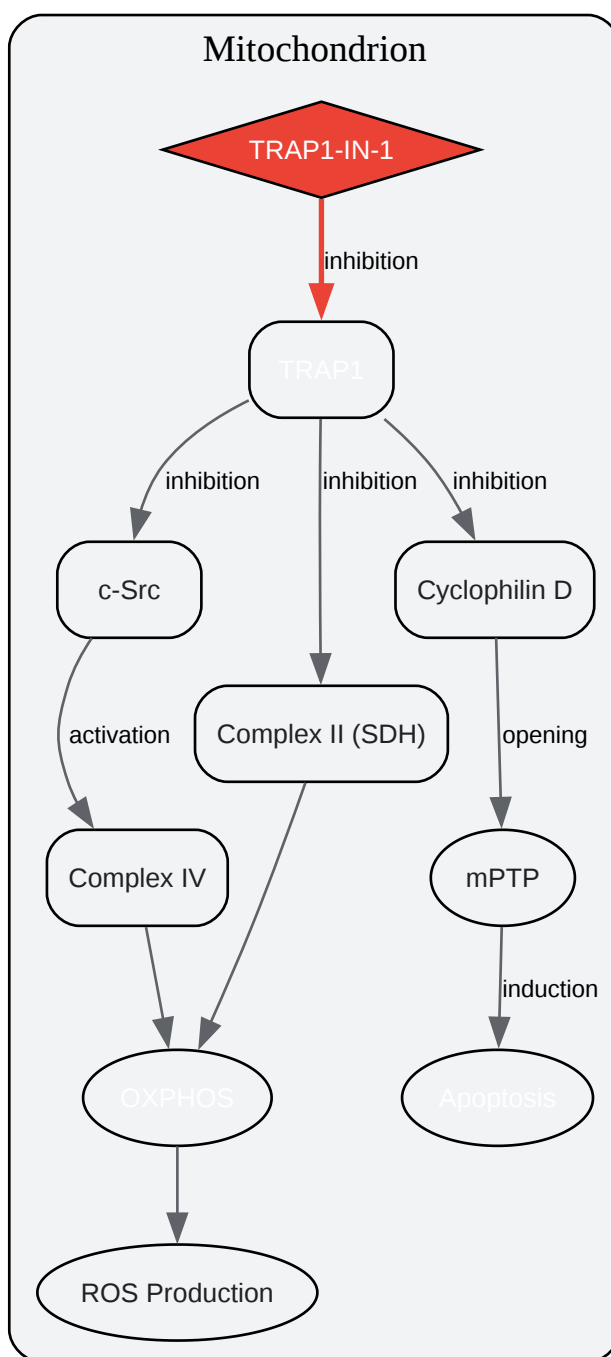 Mitochondrion
TRAP1-IN-1
inhibition
TRAP1
inhibition
inhibition
inhibition
c-Src
Cyclophilin D
Complex II (SDH)
activation
opening
Complex IV
mPTP
induction
OXPHOS
Apoptosis
ROS Production